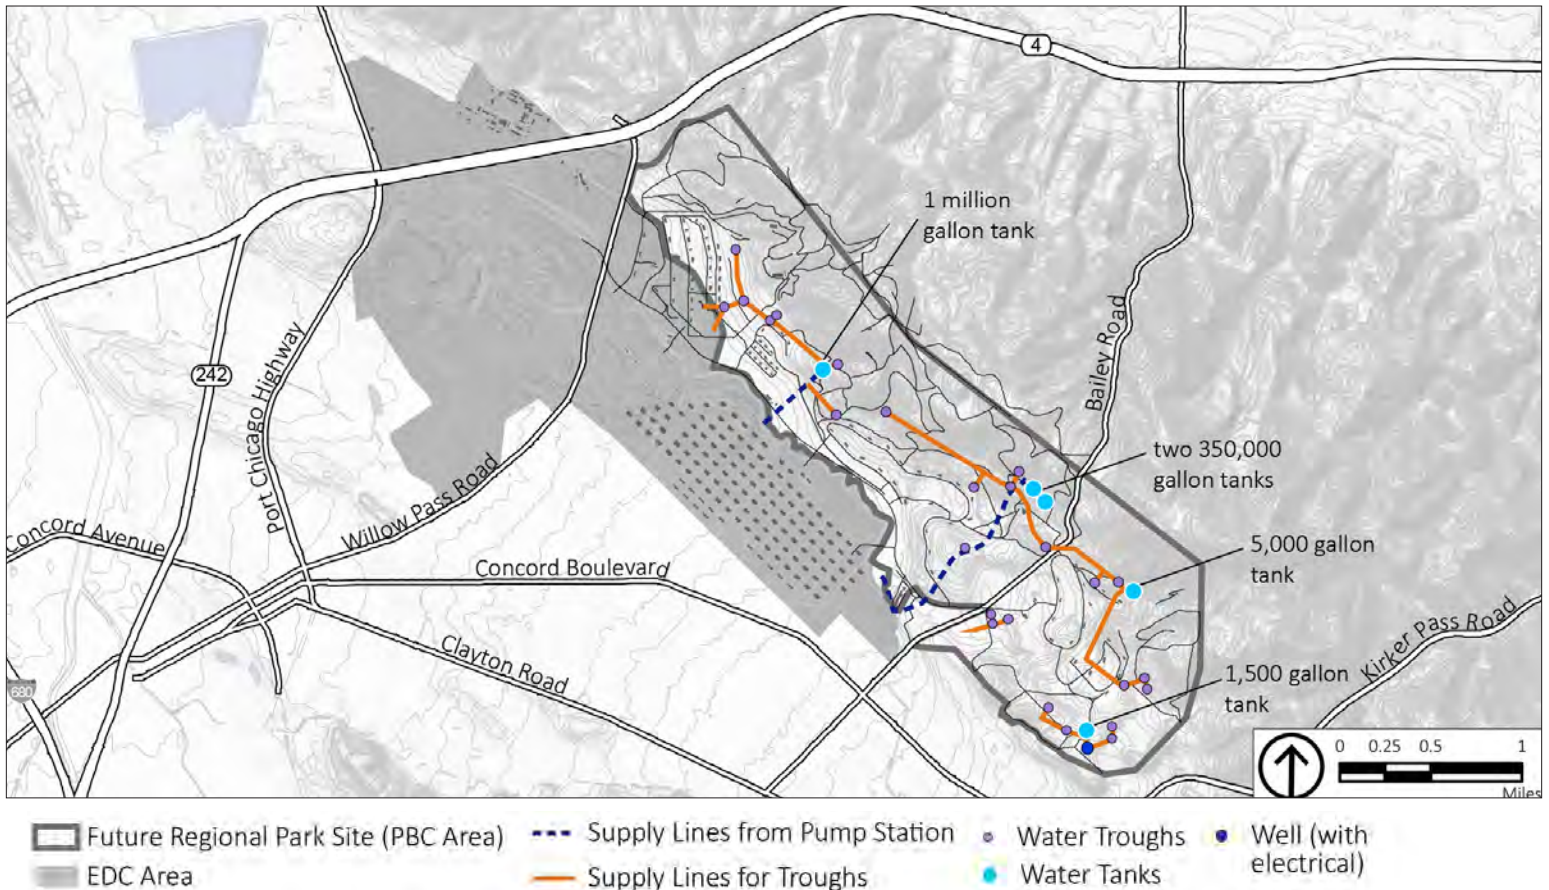 4
1 million
gallon tank
Bailey Road
242
Port Chicago Highway
two 350,000
gallon tanks
Willow Pass Road
Concord Avenue
Concord Boulevard
5,000 gallon
tank
Kirker Pass Road
Clayton Road
1,500 gallon
tank
680
0 0.25 0.5 1
Miles
Future Regional Park Site (PBC Area)
EDC Area
Supply Lines from Pump Station
Supply Lines for Troughs
Water Troughs
Water Tanks
Well (with
electrical)